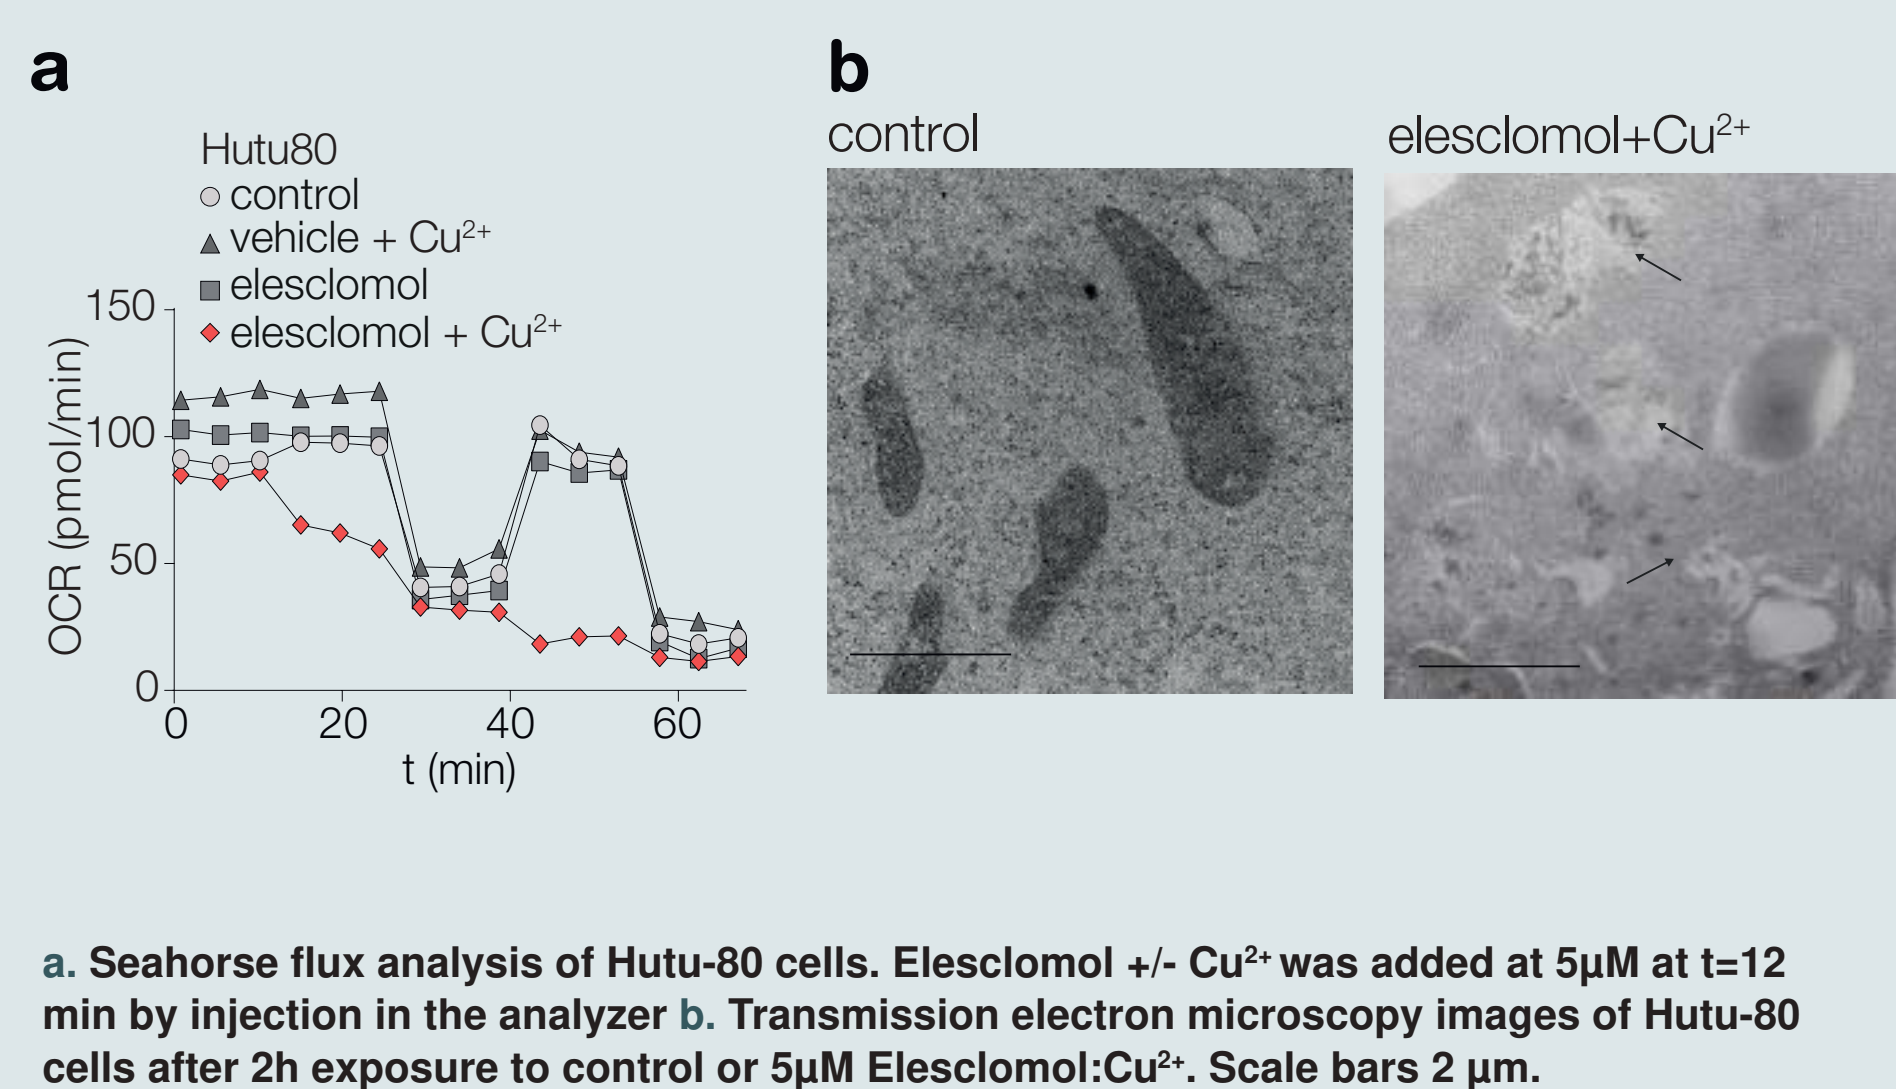 a
Hutu80
control
vehicle + Cu²⁺
elesclomol
elesclomol + Cu²⁺
150
100
50
0
OCR (pmol/min)
0 20 40 60
t (min)
b
control
elesclomol+Cu²⁺
a. Seahorse flux analysis of Hutu-80 cells. Elesclomol +/- Cu²⁺ was added at 5µM at t=12
min by injection in the analyzer b. Transmission electron microscopy images of Hutu-80
cells after 2h exposure to control or 5µM Elesclomol:Cu²⁺. Scale bars 2 µm.